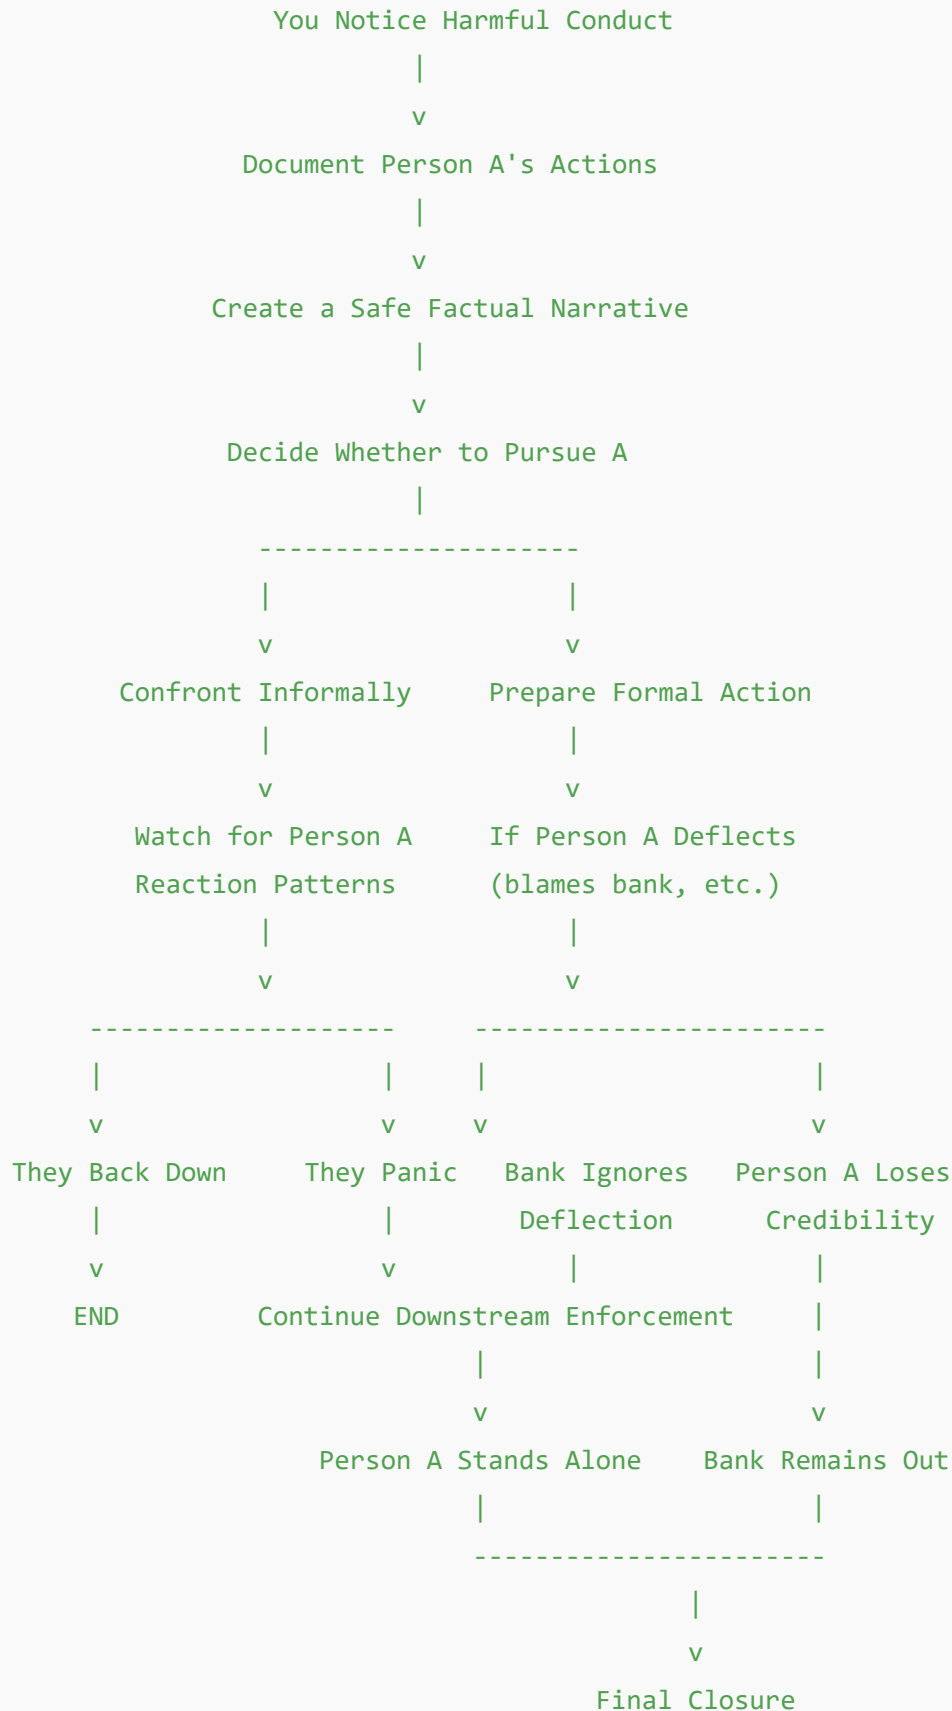 You Notice Harmful Conduct
|
v
Document Person A's Actions
|
v
Create a Safe Factual Narrative
|
v
Decide Whether to Pursue A
|
---------------------
| |
v v
Confront Informally Prepare Formal Action
| |
v v
Watch for Person A If Person A Deflects
Reaction Patterns (blames bank, etc.)
| |
v v
-------------------- -----------------------
| | | |
v v v v
They Back Down They Panic Bank Ignores Person A Loses
| | Deflection Credibility
v v | |
END Continue Downstream Enforcement |
| |
v v
Person A Stands Alone Bank Remains Out
| |
-----------------------
|
v
Final Closure